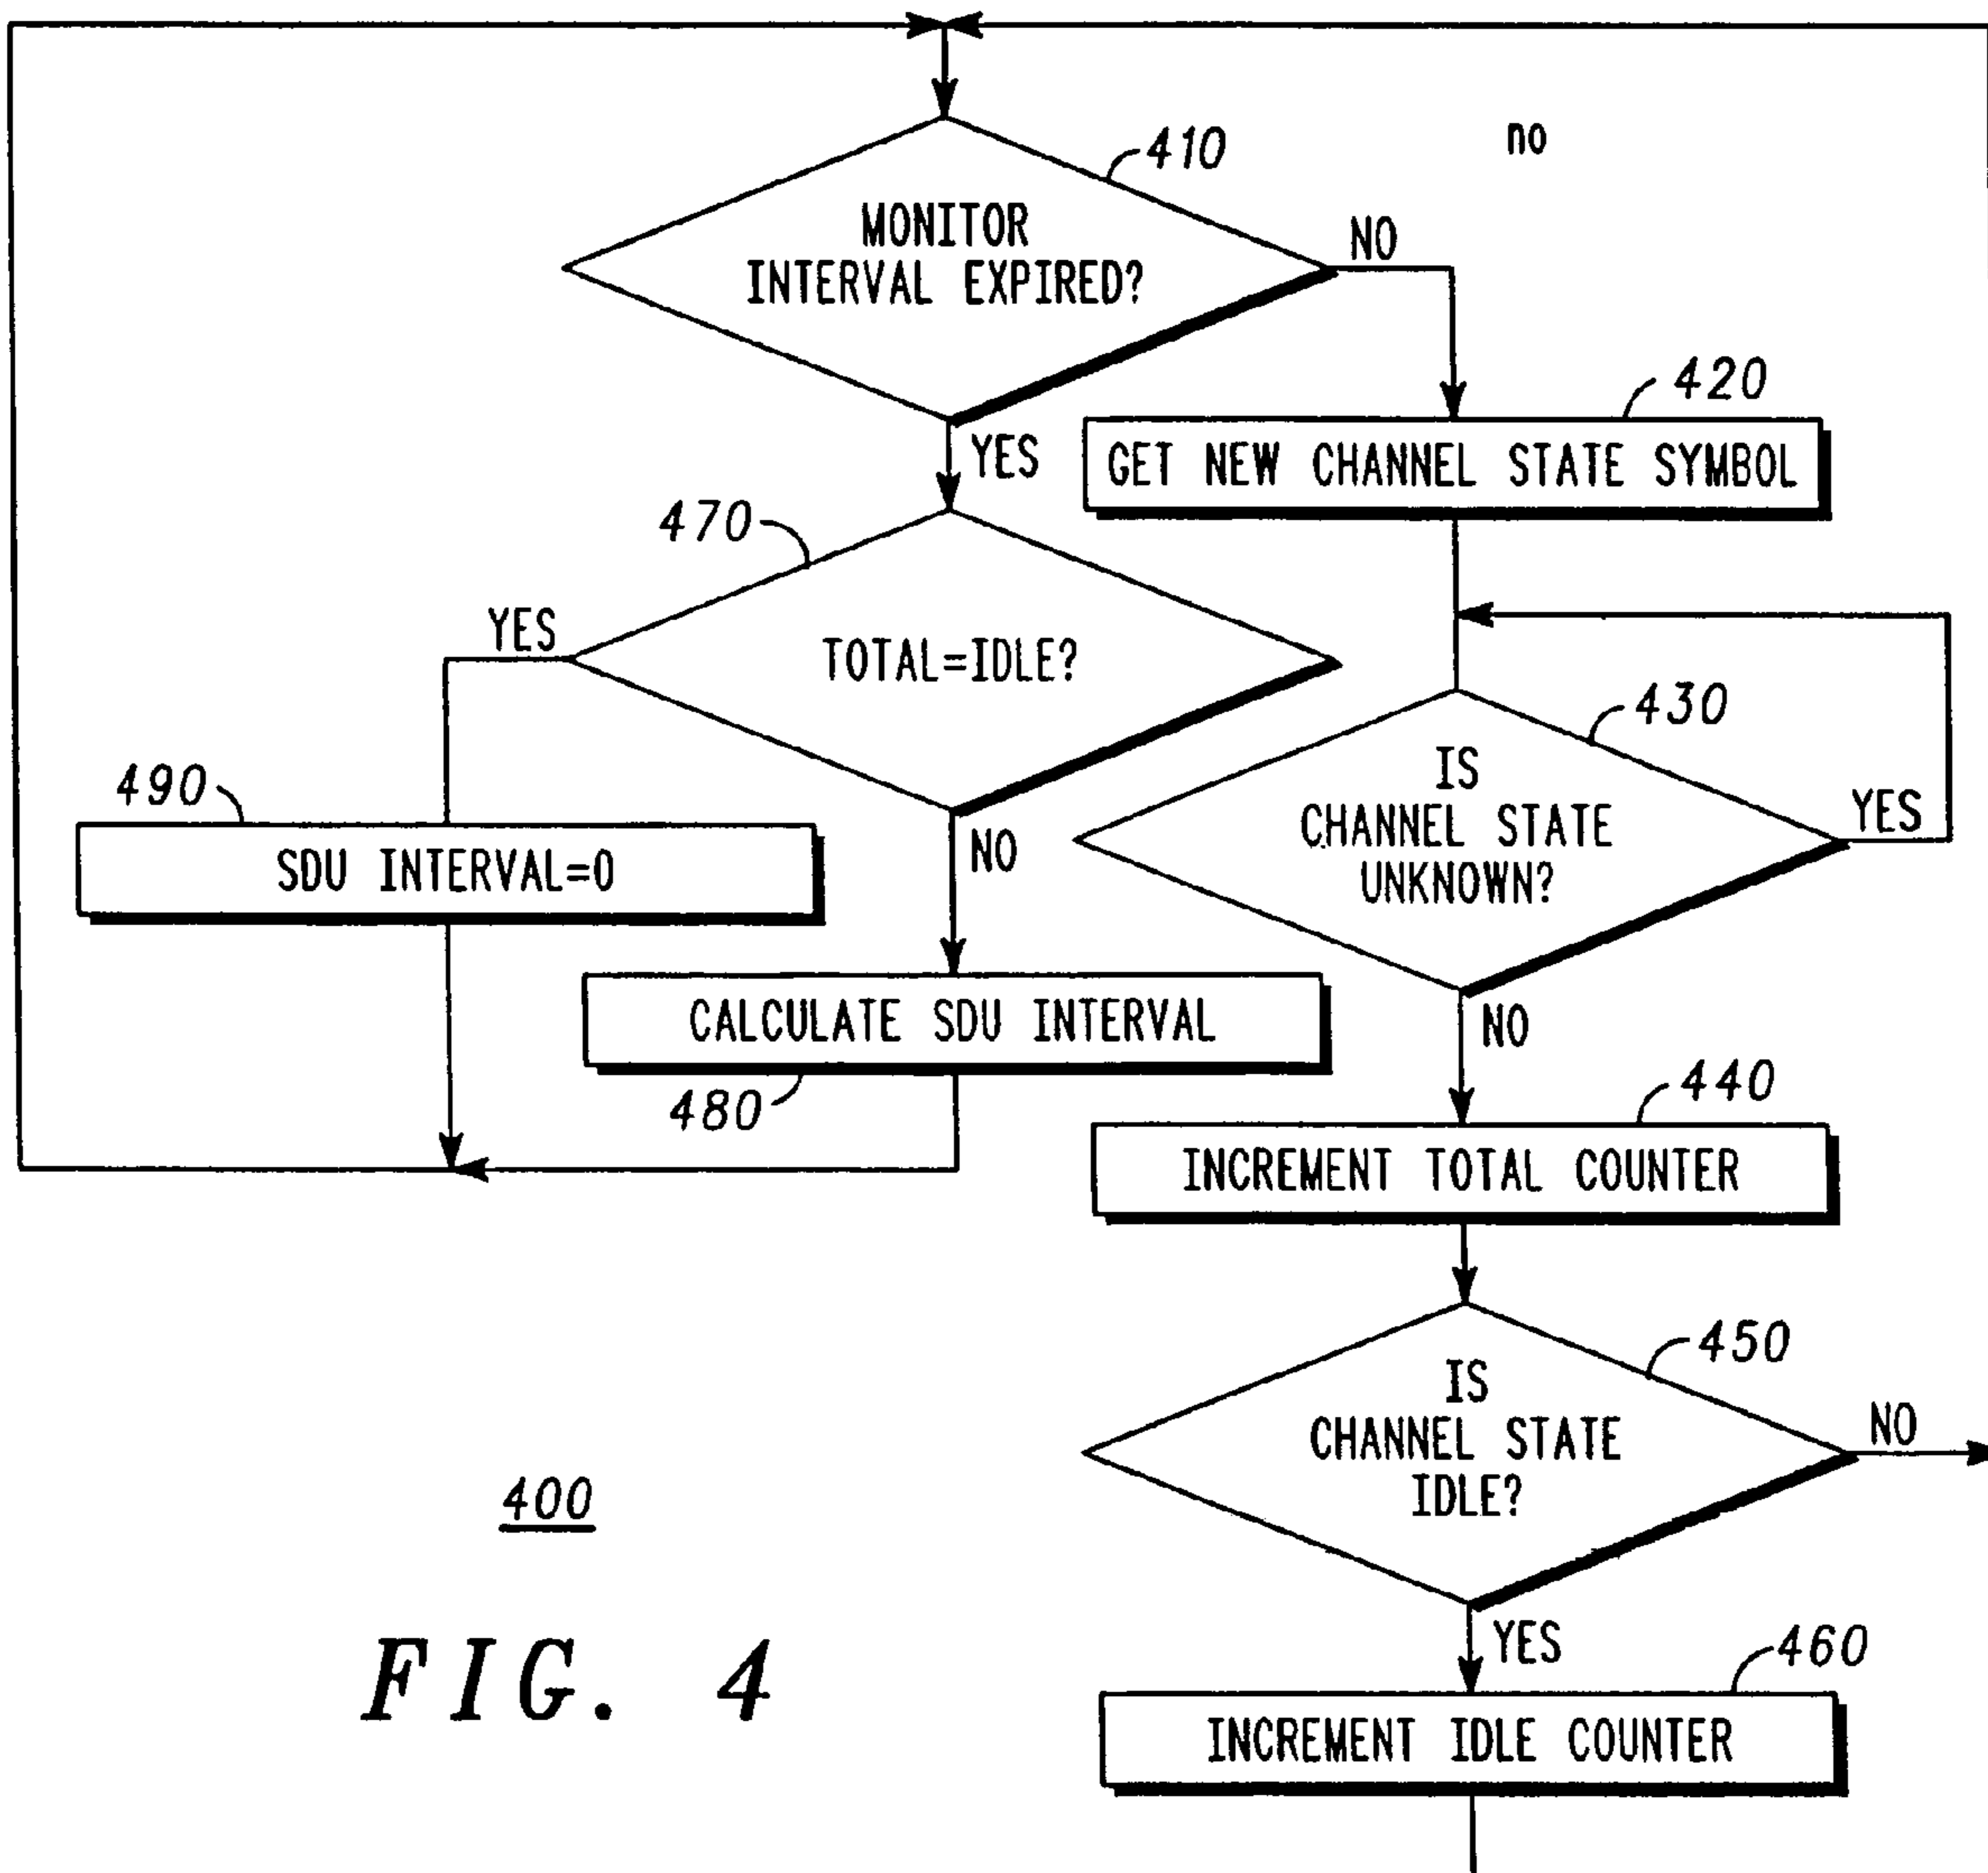 410
no
MONITOR
INTERVAL EXPIRED?
NO
420
YES
GET NEW CHANNEL STATE SYMBOL
470
YES
TOTAL=IDLE?
430
IS
CHANNEL STATE
UNKNOWN?
YES
490
NO
SDU INTERVAL=0
CALCULATE SDU INTERVAL
NO
480
440
INCREMENT TOTAL COUNTER
450
IS
CHANNEL STATE
IDLE?
NO
400
YES
460
FIG. 4
INCREMENT IDLE COUNTER